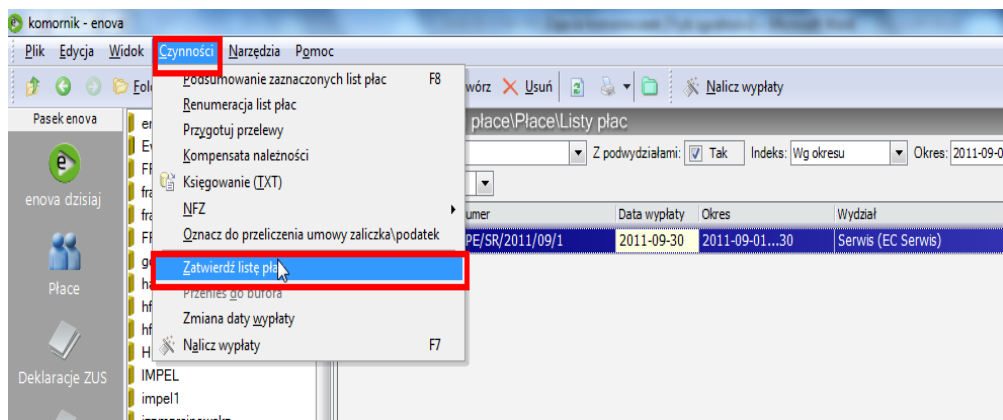 komornik - enova
Plik Edycja Widok Czynności Narzędzia Pomoc
Usuń Nalicz wypłaty
Pasek enova
enova dzisiaj
Płace
Deklaracje ZUS
Podsumowanie zaznaczonych list płac F8
Renumeracja list płac
Przygotuj przelewy
Kompensata należności
Księgowanie (TXT)
NFZ
Oznacz do przeliczenia umowy zaliczka\podatek
Zatwierdź listę
Przenieś do bufora
Zmiana daty wypłaty
Nalicz wypłaty F7
IMPEL
impel1
płace\Płace\Listy płac
Z podwydziałami: Tak Indeks: Wg okresu Okres: 2011-09-0
Data wypłaty Okres Wydział
PE/SR/2011/09/1 2011-09-30 2011-09-01...30 Serwis (EC Serwis)